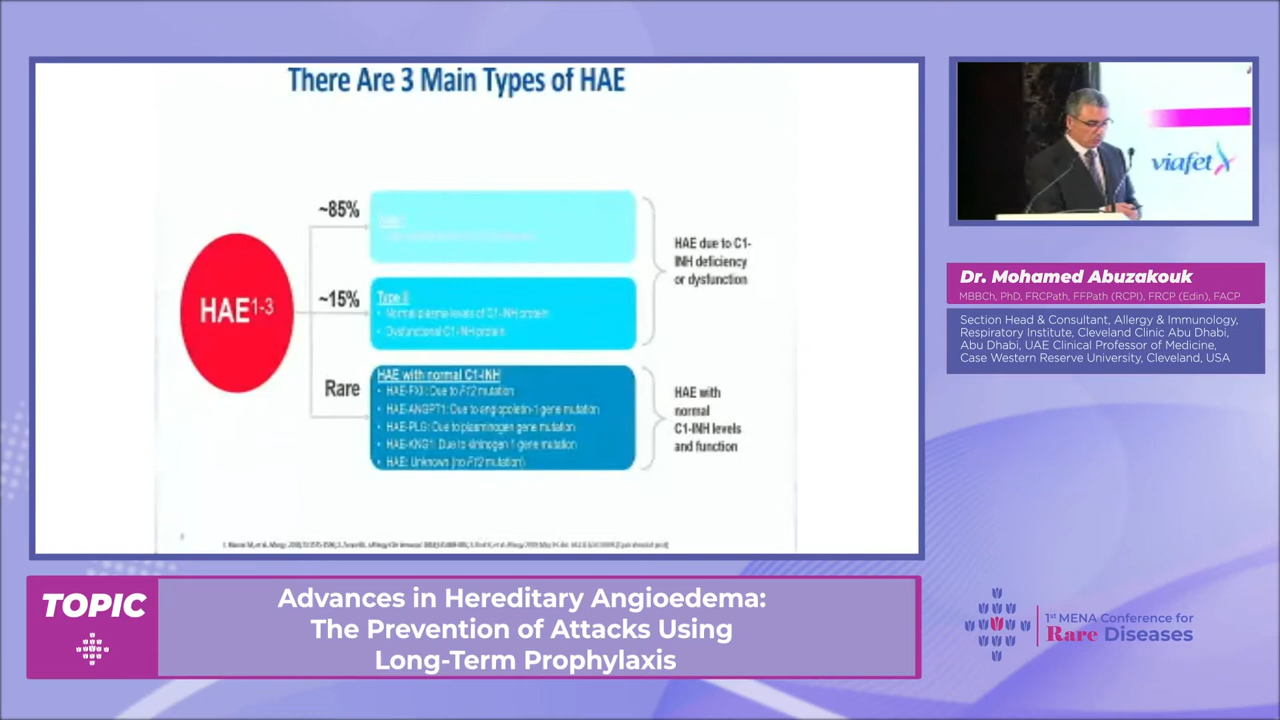 There Are 3 Main Types of HAE
~85%
HAE due to C1-
INH deficiency
or dysfunction
HAE1-3
~15%
Type II
• Normal plasma levels of C1-INH protein
• Dysfunctional C1-INH protein
Rare
HAE with normal C1-INH
• HAE-FXII: Due to F12 mutation
• HAE-ANGPT1: Due to angiopoietin-1 gene mutation
• HAE-PLG: Due to plasminogen gene mutation
• HAE-KNG1: Due to kininogen 1 gene mutation
• HAE: Unknown (no F12 mutation)
HAE with
normal
C1-INH levels
and function
viafet
Dr. Mohamed Abuzakouk
MBBCh, PhD, FRCPath, FFPath (RCPI), FRCP (Edin), FACP
Section Head & Consultant, Allergy & Immunology,
Respiratory Institute, Cleveland Clinic Abu Dhabi,
Abu Dhabi, UAE Clinical Professor of Medicine,
Case Western Reserve University, Cleveland, USA
TOPIC
Advances in Hereditary Angioedema:
The Prevention of Attacks Using
Long-Term Prophylaxis
1st MENA Conference for
Rare Diseases